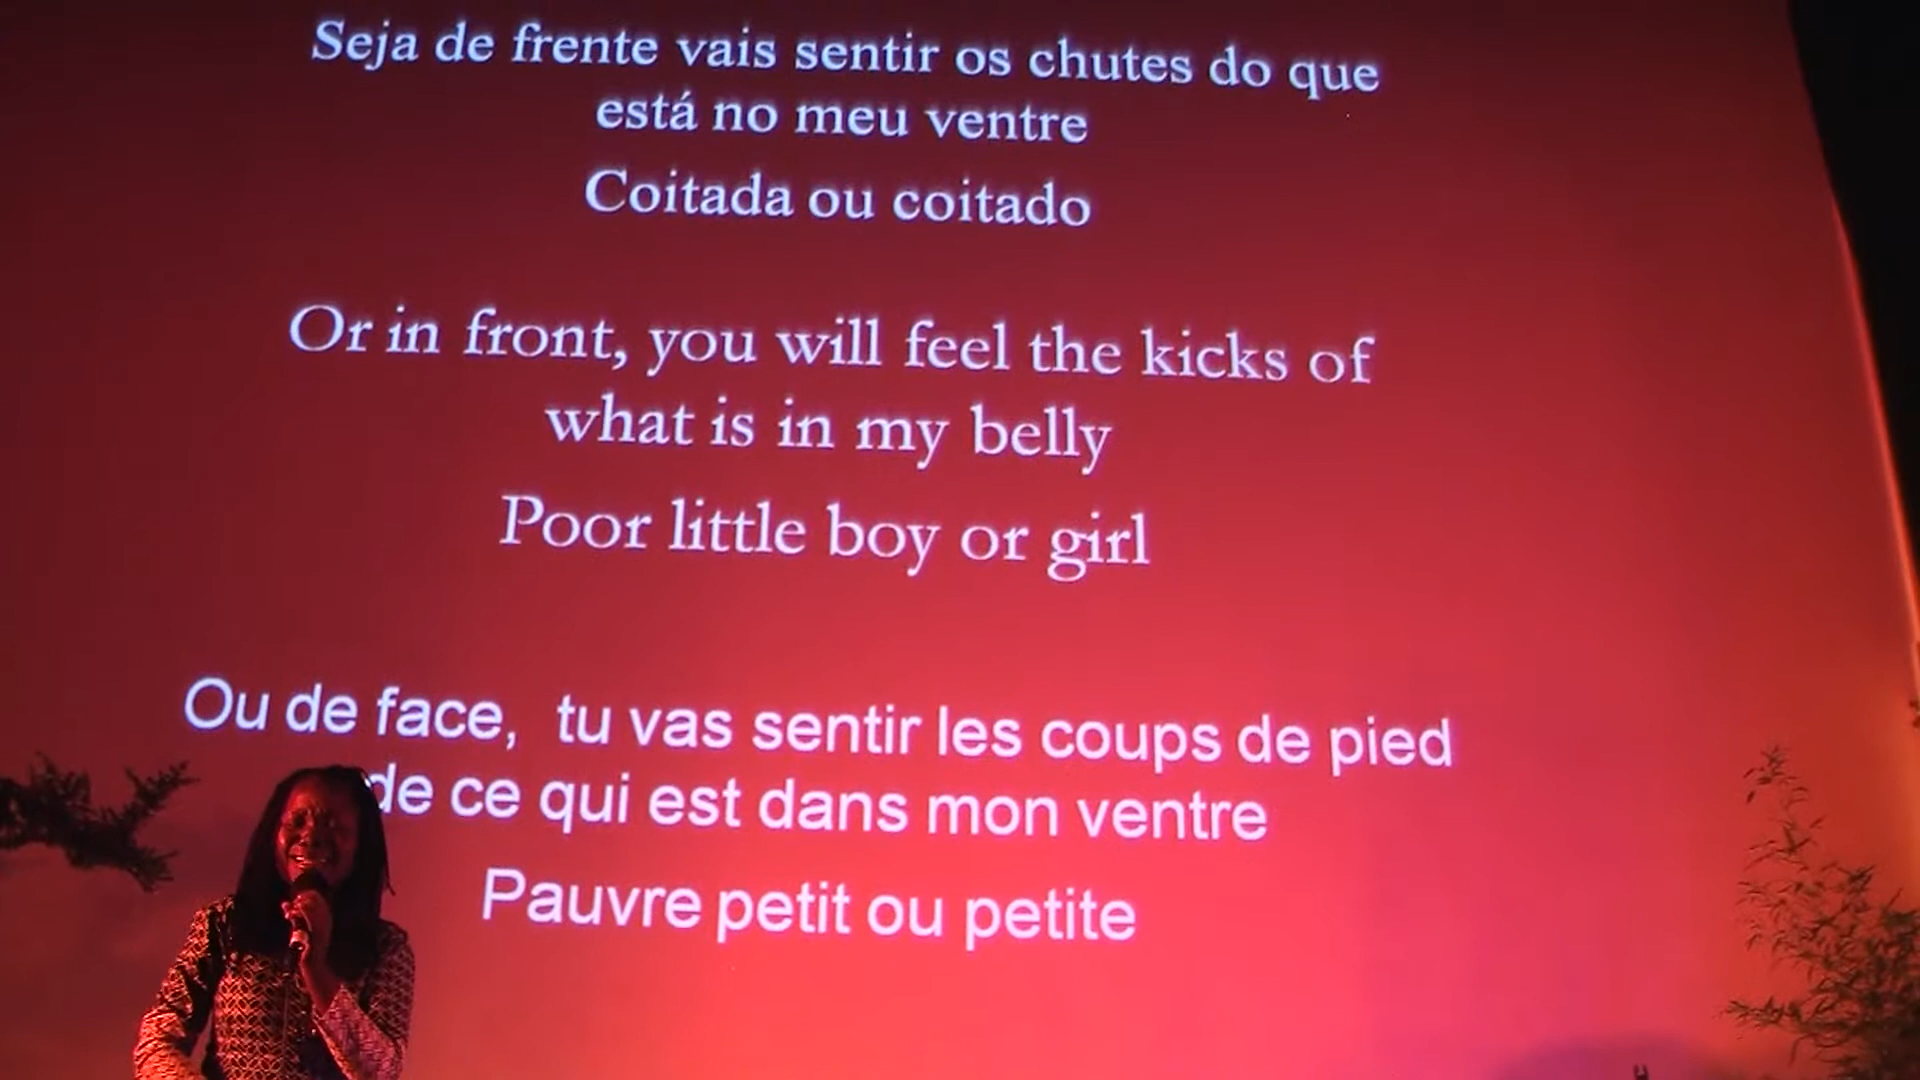 Seja de frente vais sentir os chutes do que
está no meu ventre
Coitada ou coitado
Or in front, you will feel the kicks of
what is in my belly
Poor little boy or girl
Ou de face, tu vas sentir les coups de pied
de ce qui est dans mon ventre
Pauvre petit ou petite